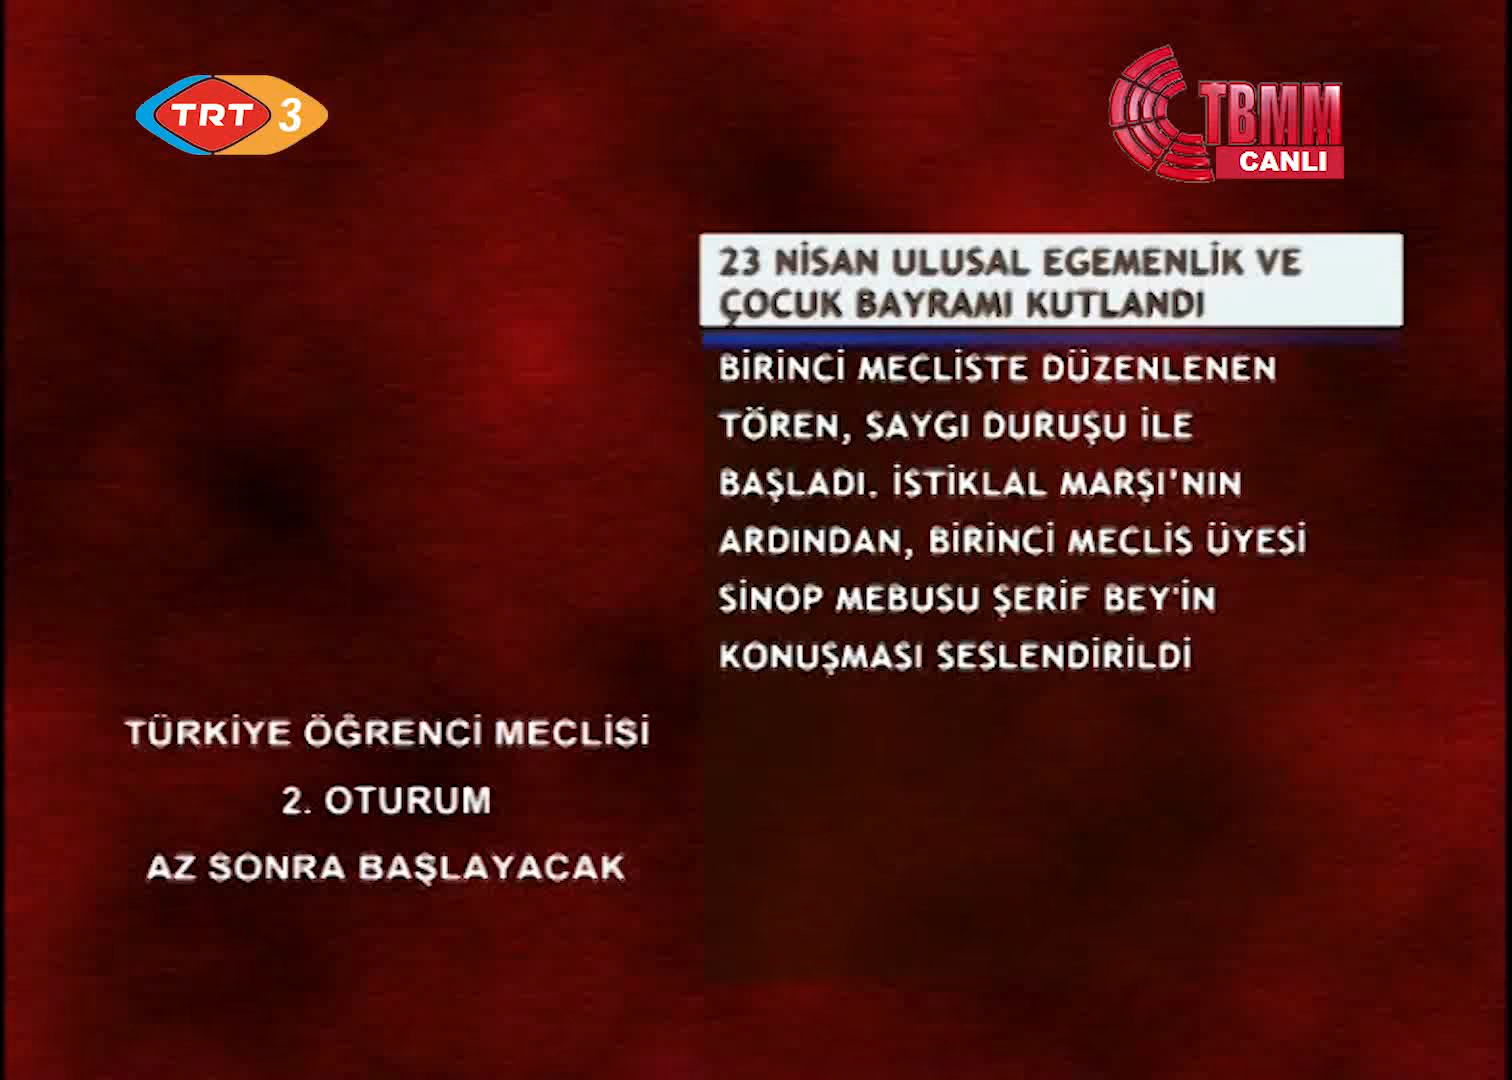 TRT 3
TBMM
CANLI
23 NİSAN ULUSAL EGEMENLİK VE
ÇOCUK BAYRAMI KUTLANDI
BİRİNCİ MECLİSTE DÜZENLENEN
TÖREN, SAYGI DURUŞU İLE
BAŞLADI. İSTİKLAL MARŞI'NIN
ARDINDAN, BİRİNCİ MECLİS ÜYESİ
SİNOP MEBUSU ŞERİF BEY'İN
KONUŞMASI SESLENDİRİLDİ
TÜRKİYE ÖĞRENCİ MECLİSİ
2. OTURUM
AZ SONRA BAŞLAYACAK